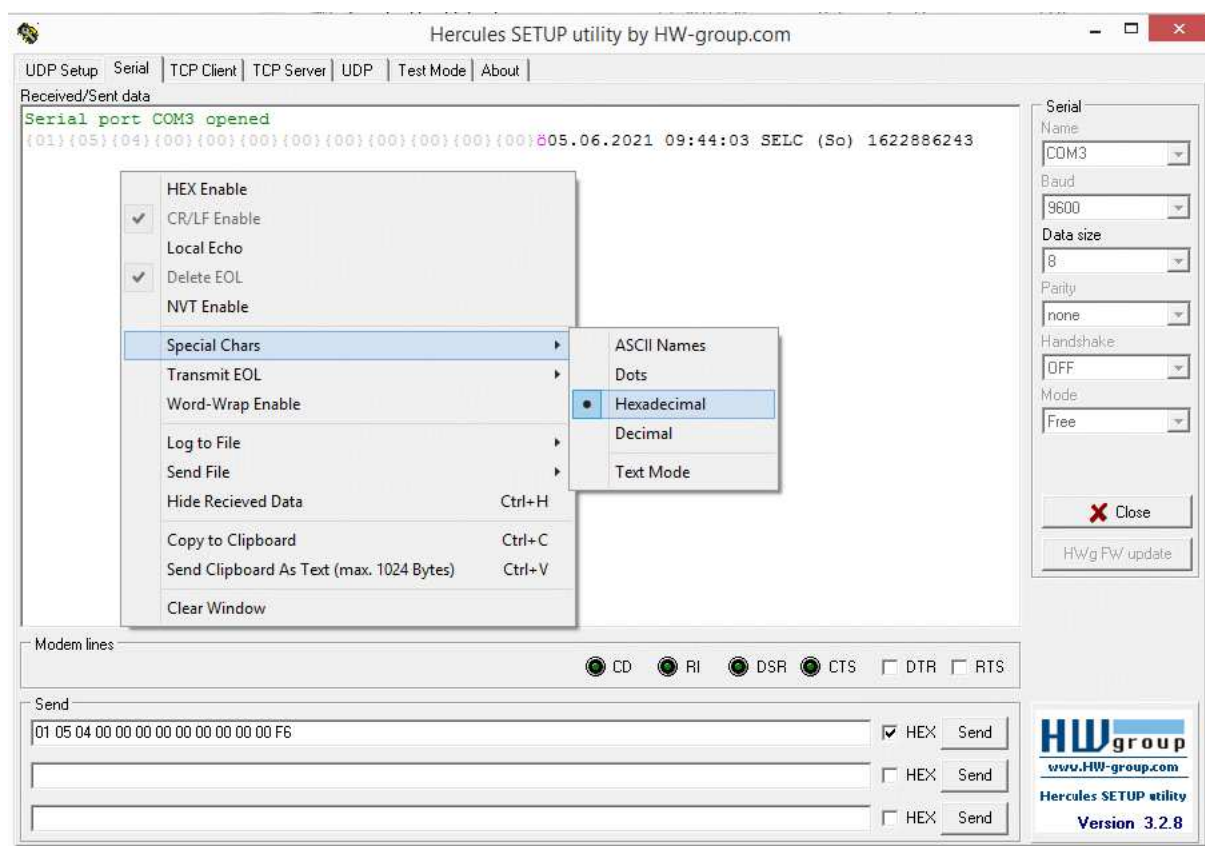 Hercules SETUP utility by HW-group.com
UDP Setup Serial TCP Client TCP Server UDP Test Mode About
Received/Sent data
Serial port COM3 opened
{01}{05}{04}{00}{00}{00}{00}{00}{00}{00}{00}{00}ö05.06.2021 09:44:03 SELC (So) 1622886243
HEX Enable
CR/LF Enable
Local Echo
Delete EOL
NVT Enable
Special Chars
Transmit EOL
Word-Wrap Enable
Log to File
Send File
Hide Recieved Data Ctrl+H
Copy to Clipboard Ctrl+C
Send Clipboard As Text (max. 1024 Bytes) Ctrl+V
Clear Window
ASCII Names
Dots
Hexadecimal
Decimal
Text Mode
Serial
Name
COM3
Baud
9600
Data size
8
Parity
none
Handshake
OFF
Mode
Free
Close
HWg FW update
Modem lines
CD RI DSR CTS DTR RTS
Send
01 05 04 00 00 00 00 00 00 00 00 00 F6 HEX Send
HEX Send
HEX Send
HWgroup
www.HW-group.com
Hercules SETUP utility
Version 3.2.8